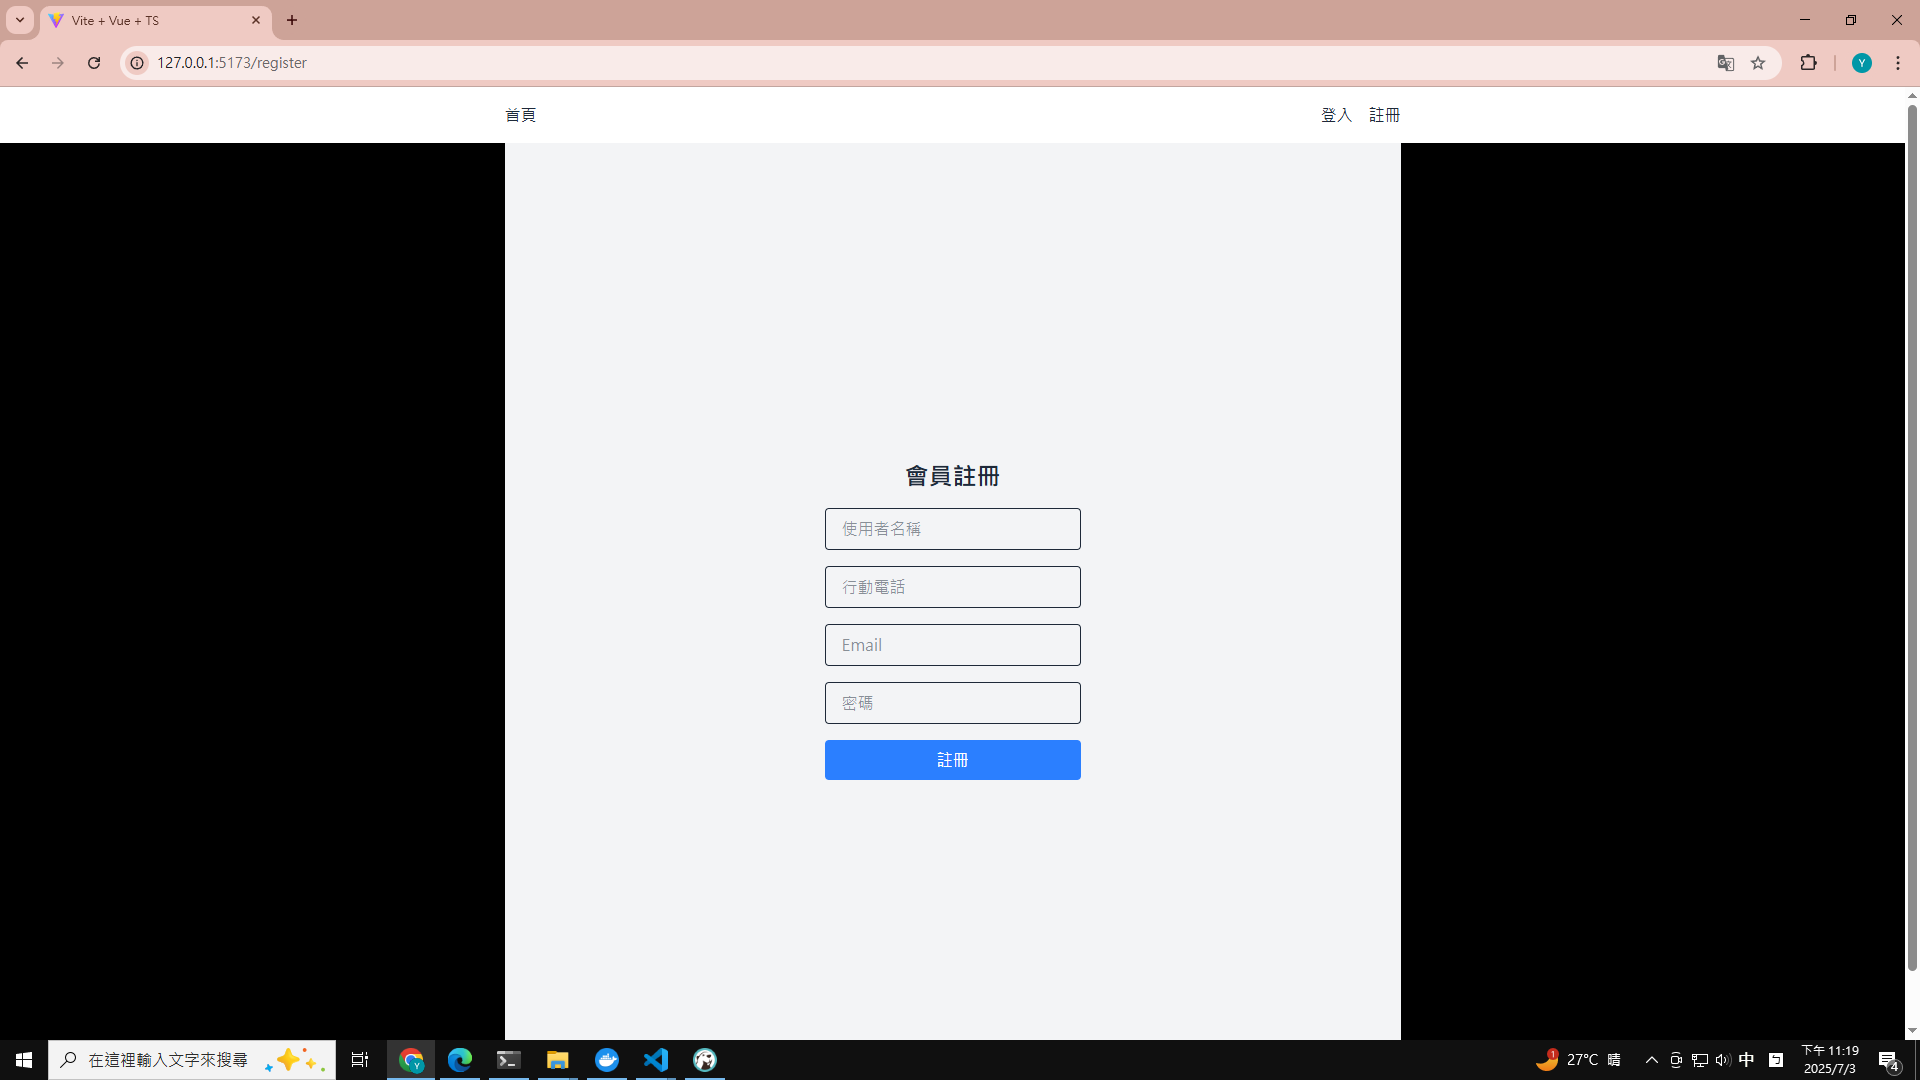 Vite + Vue + TS
127.0.0.1:5173/register
Y
首頁
登入 註冊
會員註冊
使用者名稱
行動電話
Email
密碼
註冊
在這裡輸入文字來搜尋
Y
1
27°C 晴
中
下午 11:19
2025/7/3
4